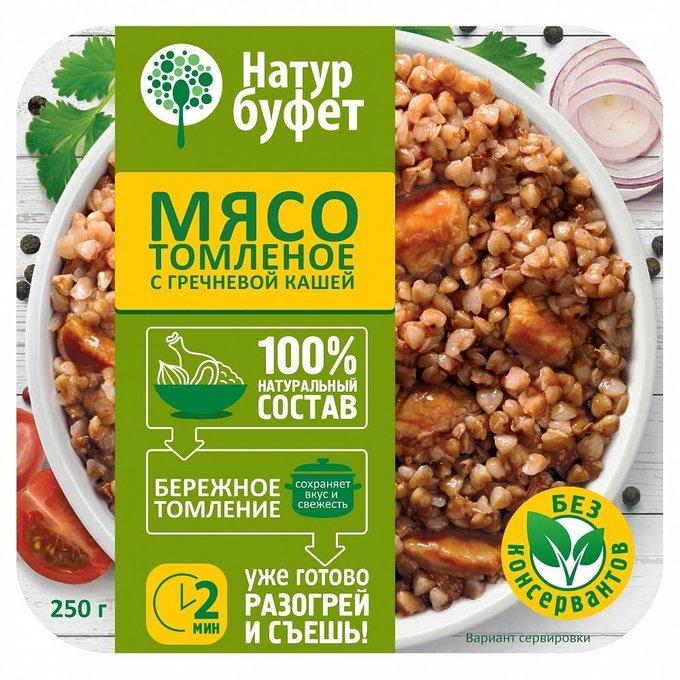 Натур
буфет
МЯСО
ТОМЛЕНОЕ
С ГРЕЧНЕВОЙ КАШЕЙ
100%
НАТУРАЛЬНЫЙ
СОСТАВ
БЕРЕЖНОЕ
ТОМЛЕНИЕ
сохраняет
вкус и
свежесть
2
МИН
уже готово
РАЗОГРЕЙ
И СЪЕШЬ!
250 г
БЕЗ
КОНСЕРВАНТОВ
Вариант сервировки